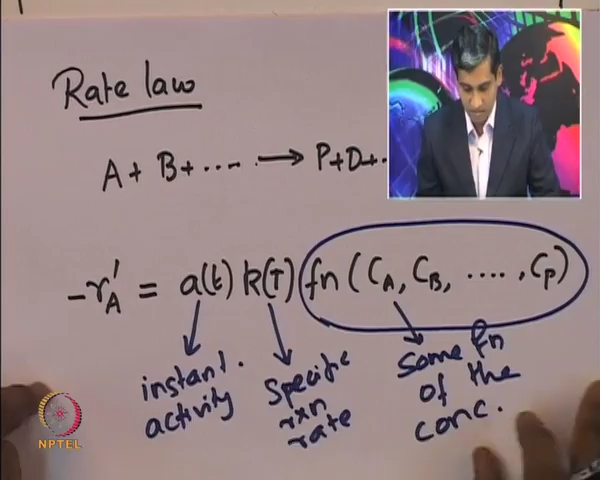 Rate law
A + B + .... → P+D+..
-r'A = a(t) k(T) fn (CA, CB, ...., CP)
instant. activity
Specific rxn rate
Some fn of the conc.
NPTEL